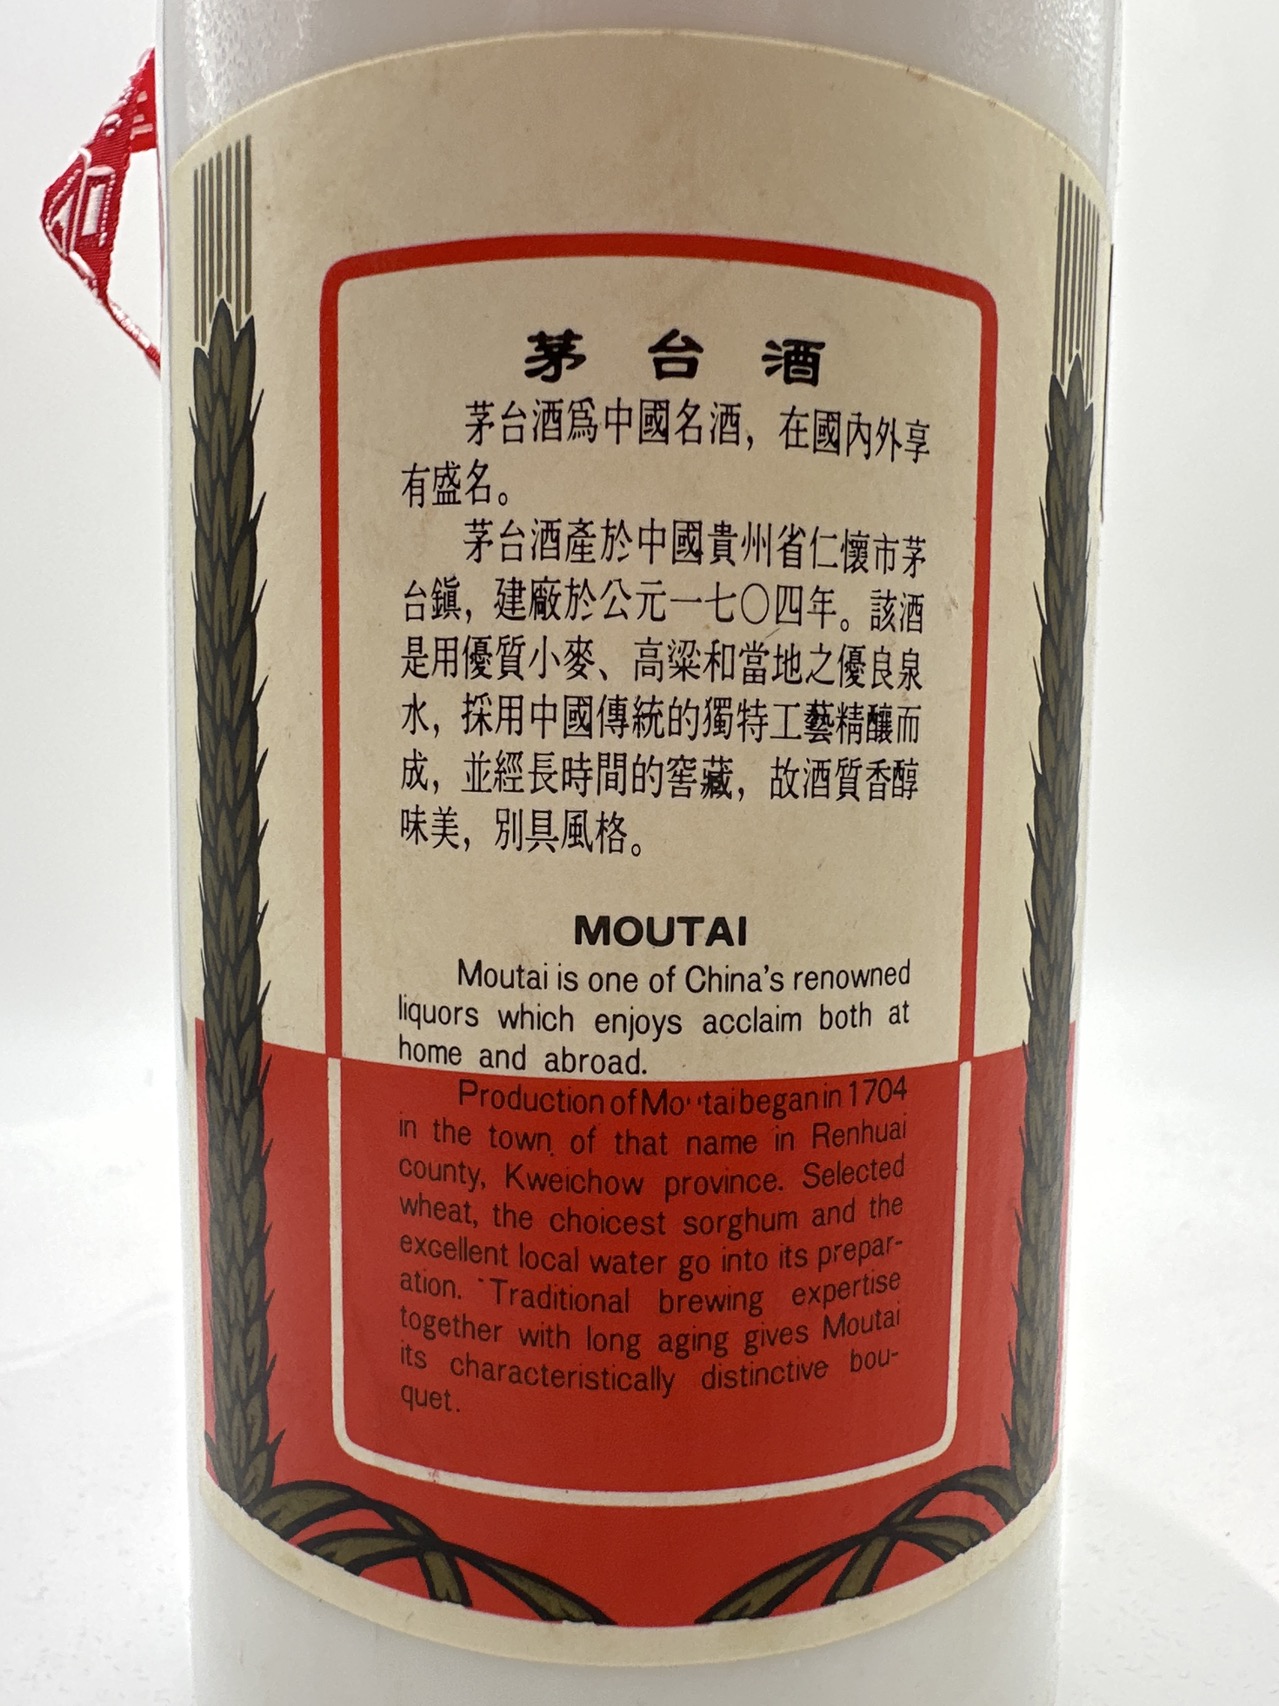 茅台酒
茅台酒爲中國名酒，在國內外享
有盛名。
茅台酒產於中國貴州省仁懷市茅
台鎮，建廠於公元一七〇四年。該酒
是用優質小麥、高粱和當地之優良泉
水，採用中國傳統的獨特工藝精釀而
成，並經長時間的窖藏，故酒質香醇
味美，別具風格。
MOUTAI
Moutai is one of China's renowned
liquors which enjoys acclaim both at
home and abroad.
Production of Moutai began in 1704
in the town of that name in Renhuai
county, Kweichow province. Selected
wheat, the choicest sorghum and the
excellent local water go into its prepar-
ation. Traditional brewing expertise
together with long aging gives Moutai
its characteristically distinctive bou-
quet.